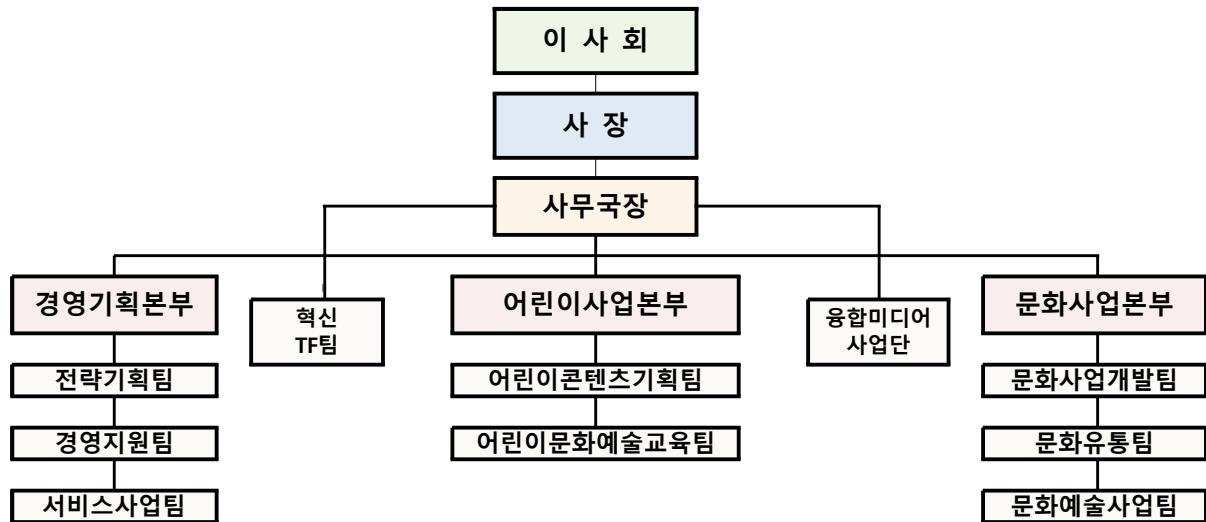 이 사 회
사 장
사무국장
경영기획본부
혁신
TF팀
어린이사업본부
융합미디어
사업단
문화사업본부
전략기획팀
어린이콘텐츠기획팀
문화사업개발팀
경영지원팀
어린이문화예술교육팀
문화유통팀
서비스사업팀
문화예술사업팀